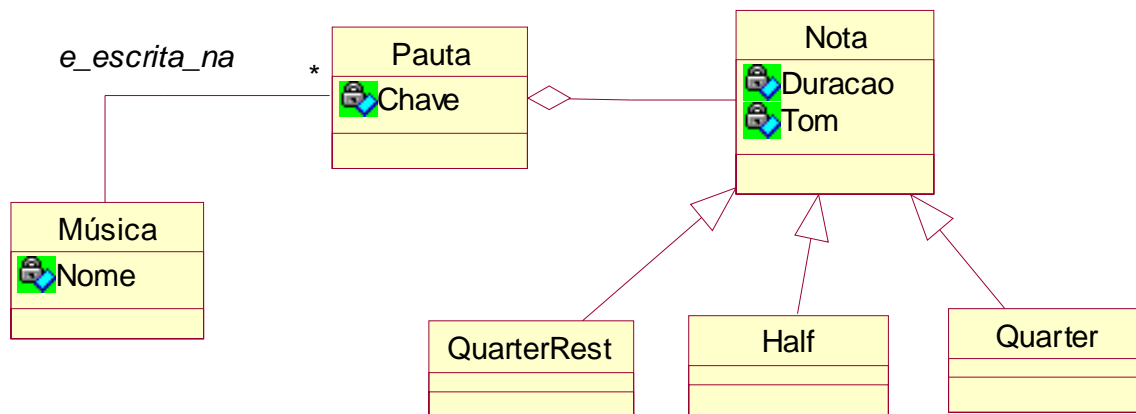 e_escrita_na
*
Pauta
Chave
Nota
Duracao
Tom
Música
Nome
QuarterRest
Half
Quarter